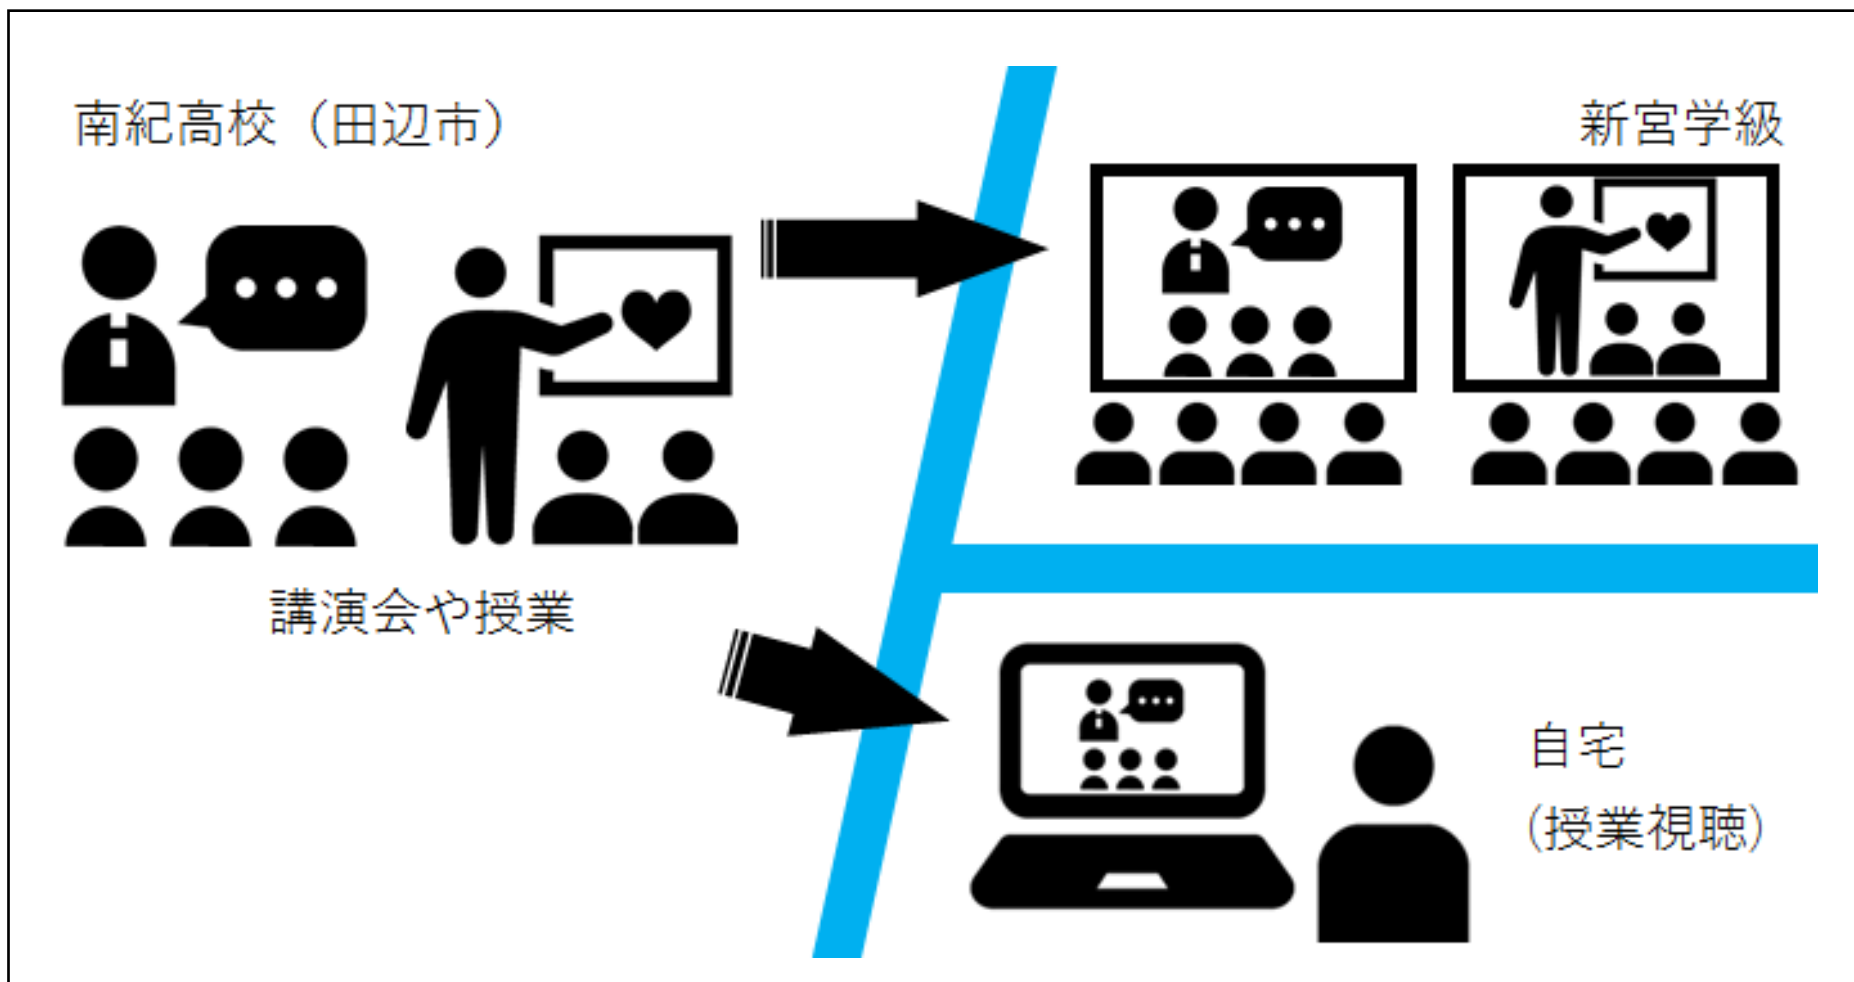 南紀高校（田辺市）
講演会や授業
新宮学級
自宅
(授業視聴)